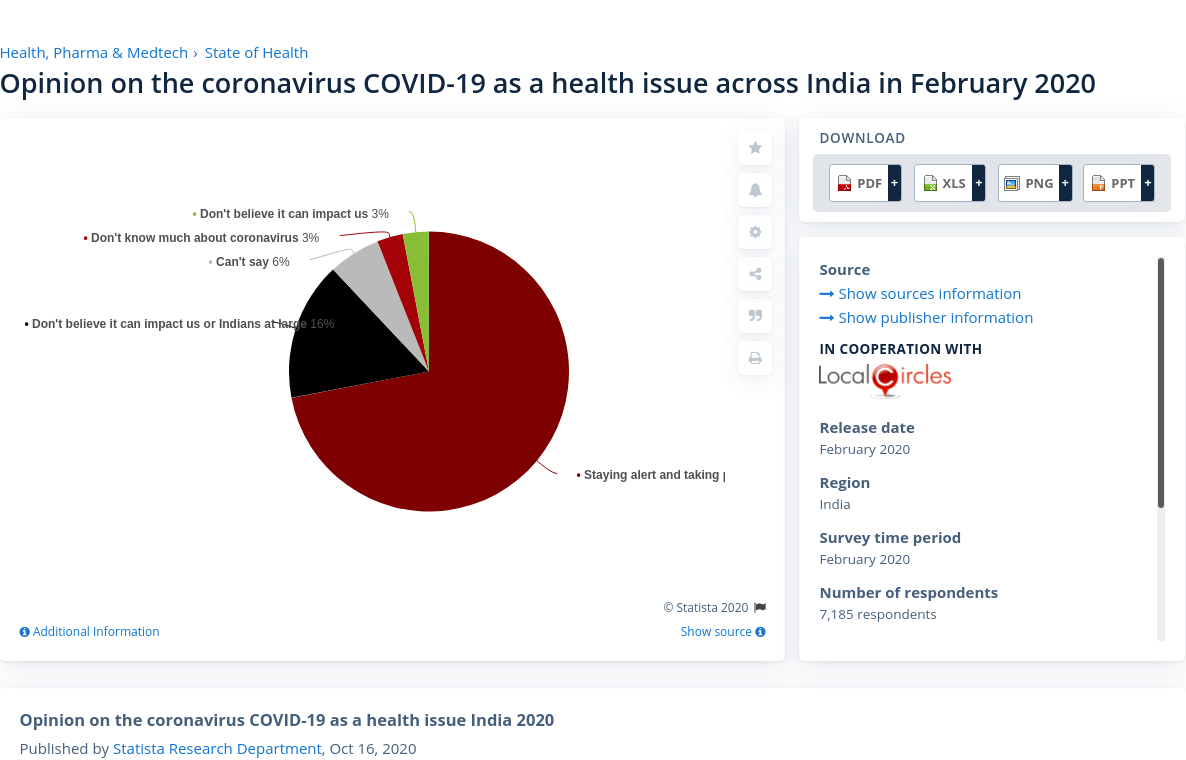 Health, Pharma & Medtech › State of Health
Opinion on the coronavirus COVID-19 as a health issue across India in February 2020
• Don't believe it can impact us 3%
• Don't know much about coronavirus 3%
• Can't say 6%
• Don't believe it can impact us or Indians at large 16%
• Staying alert and taking
© Statista 2020
Additional Information
Show source
DOWNLOAD
PDF + XLS + PNG + PPT +
Source
Show sources information
Show publisher information
IN COOPERATION WITH
LocalCircles
Release date
February 2020
Region
India
Survey time period
February 2020
Number of respondents
7,185 respondents
Opinion on the coronavirus COVID-19 as a health issue India 2020
Published by Statista Research Department, Oct 16, 2020